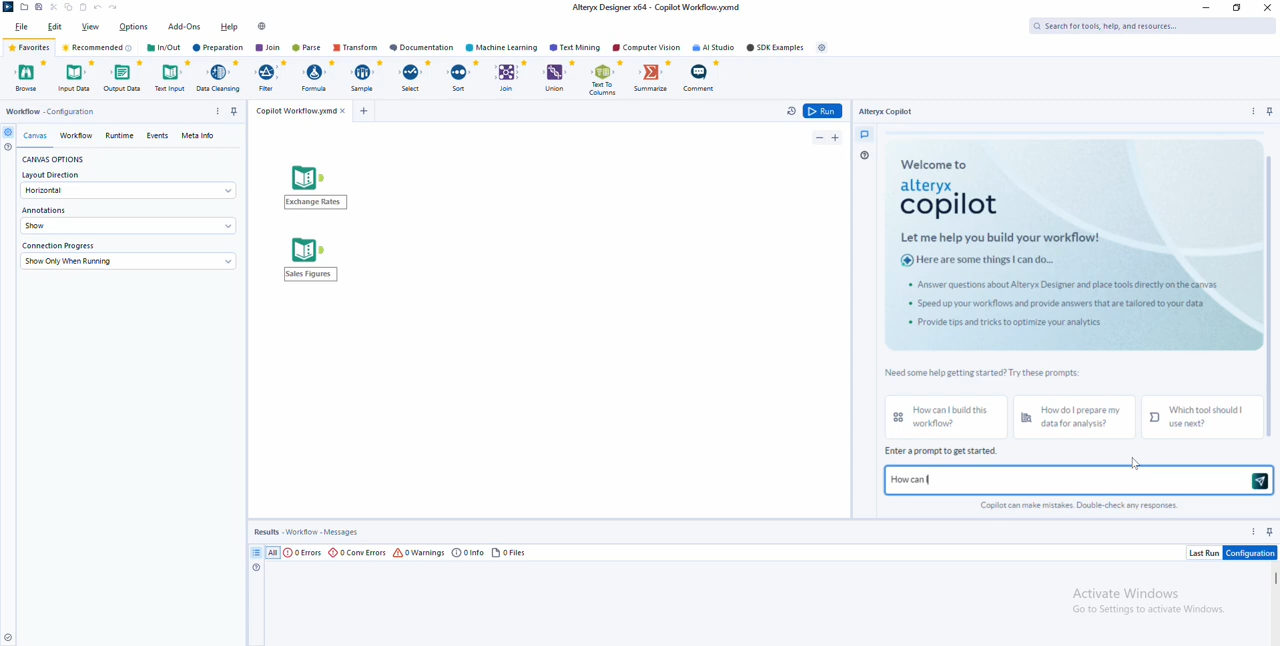 Alteryx Designer x64 - Copilot Workflow.yxmd
File Edit View Options Add-Ons Help
Search for tools, help, and resources...
Favorites Recommended In/Out Preparation Join Parse Transform Documentation Machine Learning Text Mining Computer Vision AI Studio SDK Examples
Browse Input Data Output Data Text Input Data Cleansing Filter Formula Sample Select Sort Join Union Text To Columns Summarize Comment
Workflow - Configuration
Copilot Workflow.yxmd
Run
Alteryx Copilot
Canvas Workflow Runtime Events Meta Info
CANVAS OPTIONS
Layout Direction
Horizontal
Annotations
Show
Connection Progress
Show Only When Running
Exchange Rates
Sales Figures
Welcome to
alteryx
copilot
Let me help you build your workflow!
Here are some things I can do...
• Answer questions about Alteryx Designer and place tools directly on the canvas
• Speed up your workflows and provide answers that are tailored to your data
• Provide tips and tricks to optimize your analytics
Need some help getting started? Try these prompts:
How can I build this
workflow?
How do I prepare my
data for analysis?
Which tool should I
use next?
Enter a prompt to get started.
How can I
Copilot can make mistakes. Double-check any responses.
Results - Workflow - Messages
All 0 Errors 0 Conv Errors 0 Warnings 0 Info 0 Files
Last Run Configuration
Activate Windows
Go to Settings to activate Windows.